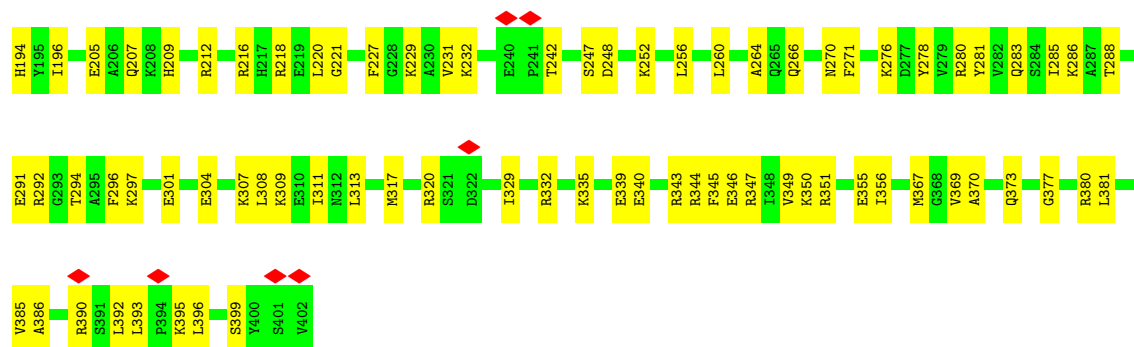 H194 Y195 I196 E205 A206 Q207 K208 H209 R212 R216 H217 R218 E219 L220 G221 F227 G228 K229 A230 V231 K232 E240 P241 T242 S247 D248 K252 L256 L260 A264 Q265 Q266 N270 F271 K276 D277 Y278 V279 R280 Y281 V282 Q283 S284 I285 K286 A287 T288
E291 R292 G293 T294 A295 F296 K297 E301 E304 K307 L308 K309 E310 I311 N312 L313 M317 R320 S321 D322 I329 R332 K335 E339 E340 R343 R344 F345 E346 R347 I348 V349 K350 R351 E355 I356 M367 G368 V369 A370 Q373 G377 R380 L381
V385 A386 R390 S391 L392 L393 P394 K395 L396 S399 Y400 S401 V402